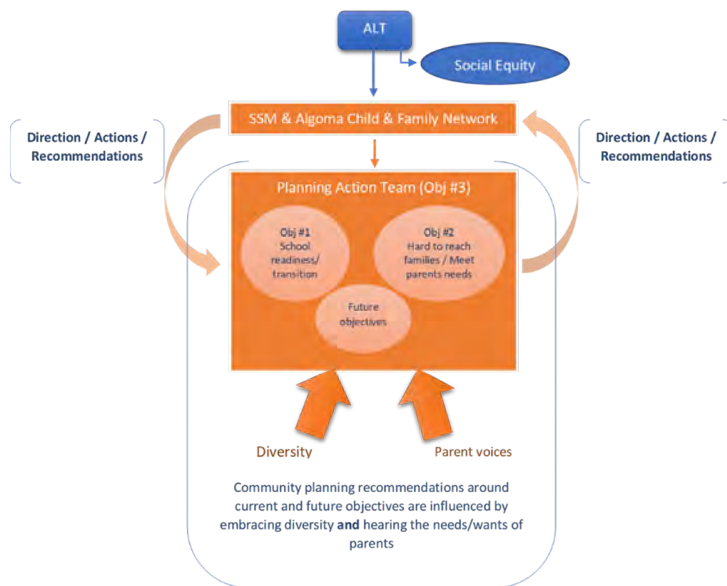 ALT
Social Equity
SSM & Algoma Child & Family Network
Direction / Actions /
Recommendations
Direction / Actions /
Recommendations
Planning Action Team (Obj #3)
Obj #1
School
readiness/
transition
Obj #2
Hard to reach
families / Meet
parents needs
Future
objectives
Diversity
Parent voices
Community planning recommendations around
current and future objectives are influenced by
embracing diversity and hearing the needs/wants of
parents